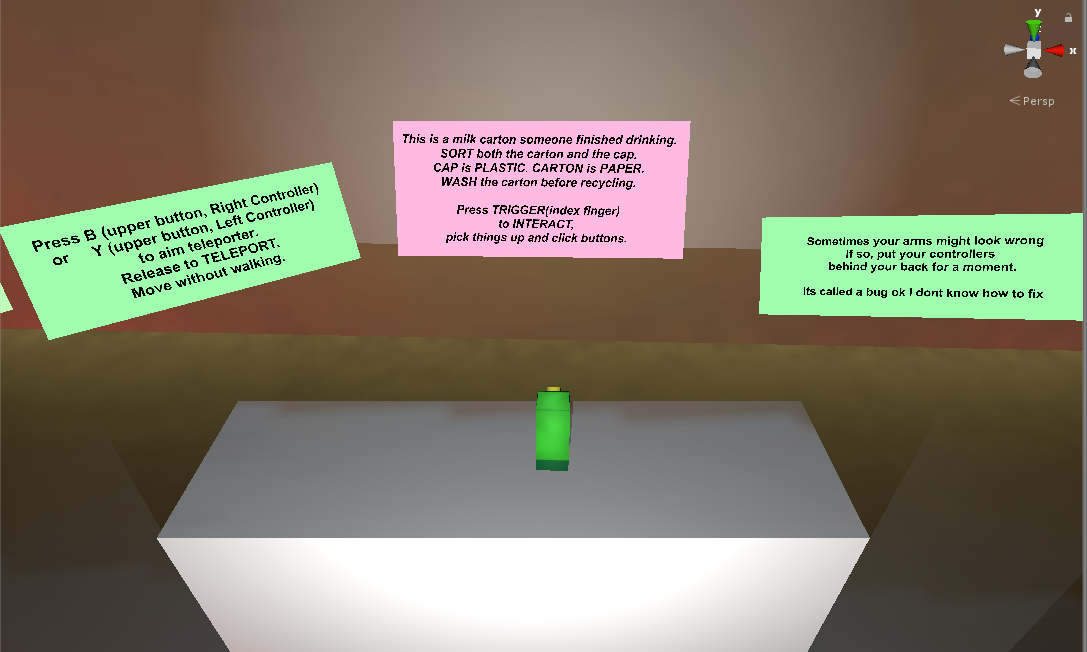 Press B (upper button, Right Controller)
or Y (upper button, Left Controller)
to aim teleporter.
Release to TELEPORT.
Move without walking.
This is a milk carton someone finished drinking.
SORT both the carton and the cap.
CAP is PLASTIC. CARTON is PAPER.
WASH the carton before recycling.
Press TRIGGER(index finger)
to INTERACT,
pick things up and click buttons.
Sometimes your arms might look wrong
If so, put your controllers
behind your back for a moment.
Its called a bug ok I dont know how to fix
y
x
Persp